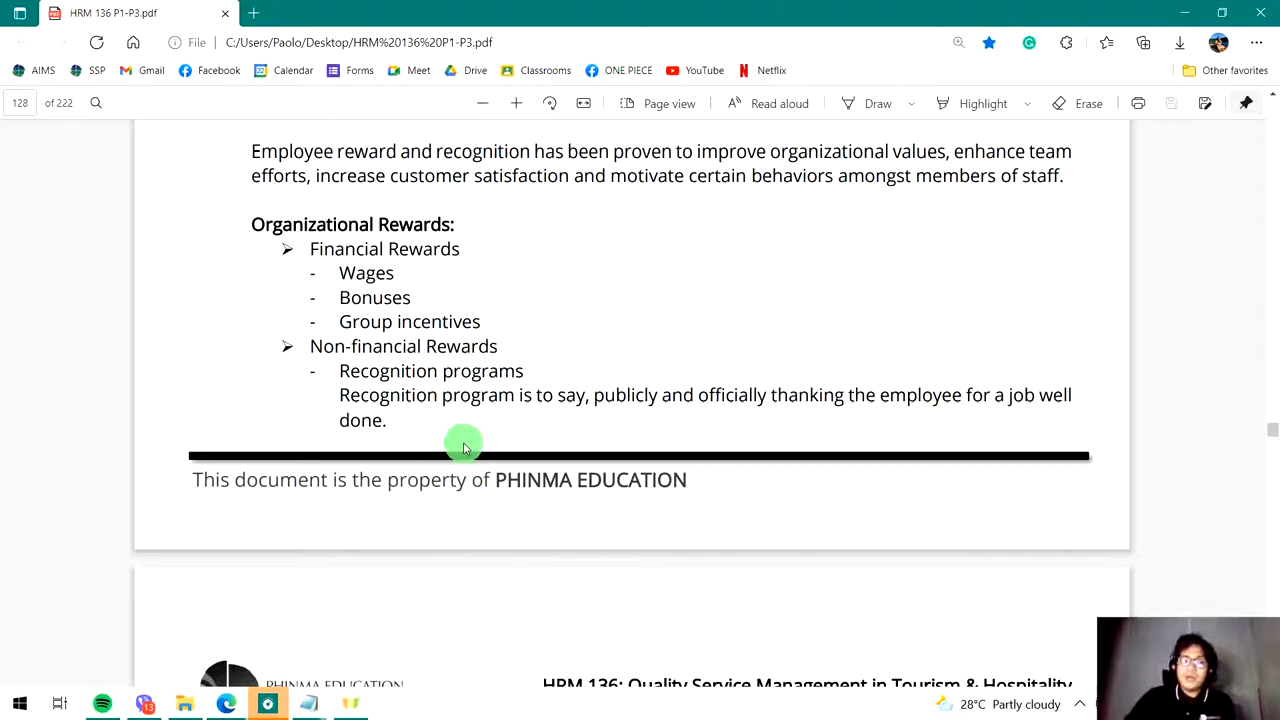 HRM 136 P1-P3.pdf
File C:/Users/Paolo/Desktop/HRM%20136%20P1-P3.pdf
AIMS SSP Gmail Facebook 22 Calendar Forms Meet Drive Classrooms ONE PIECE YouTube Netflix Other favorites
128 of 222 Page view Read aloud Draw Highlight Erase
Employee reward and recognition has been proven to improve organizational values, enhance team
efforts, increase customer satisfaction and motivate certain behaviors amongst members of staff.
Organizational Rewards:
➢ Financial Rewards
- Wages
- Bonuses
- Group incentives
➢ Non-financial Rewards
- Recognition programs
Recognition program is to say, publicly and officially thanking the employee for a job well
done.
This document is the property of PHINMA EDUCATION
PHINMA EDUCATION
HRM 136: Quality Service Management in Tourism & Hospitality
13
28°C Partly cloudy